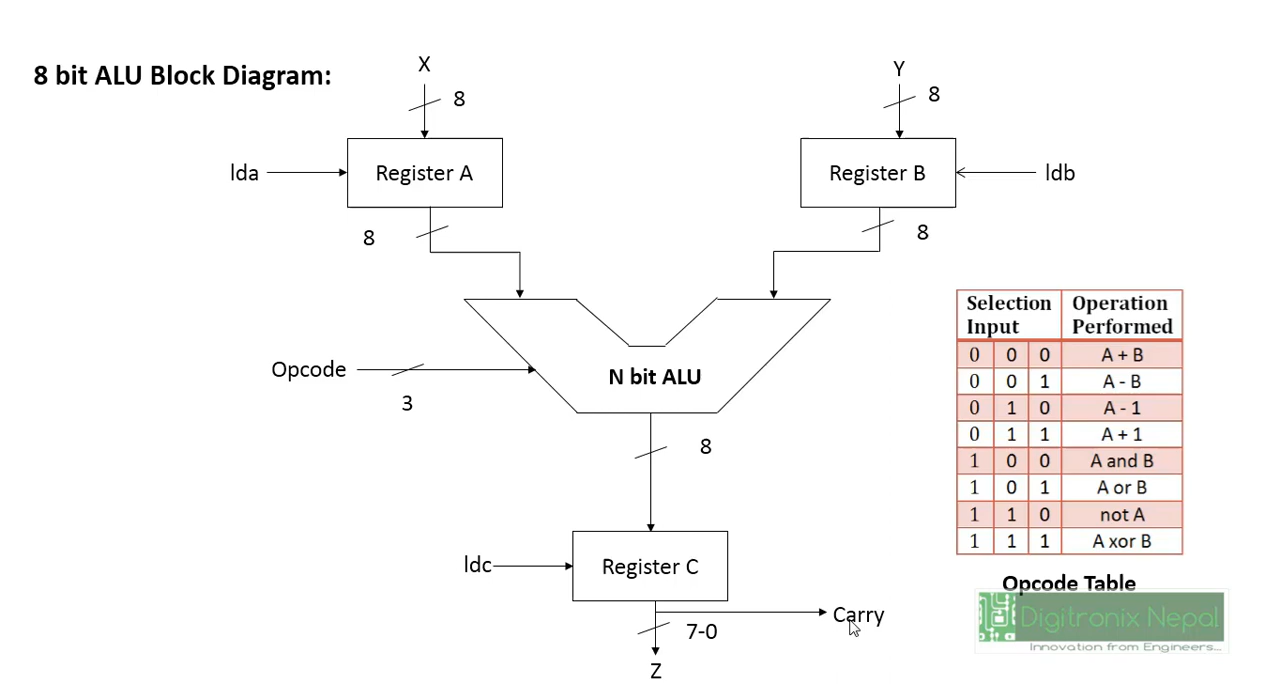 8 bit ALU Block Diagram:
X
8
Y
8
lda
Register A
Register B
ldb
8
8
Opcode
3
N bit ALU
8
ldc
Register C
7-0
Carry
Z
Selection Input
Operation Performed
0 0 0 A + B
0 0 1 A - B
0 1 0 A - 1
0 1 1 A + 1
1 0 0 A and B
1 0 1 A or B
1 1 0 not A
1 1 1 A xor B
Opcode Table
Digitronix Nepal
Innovation from Engineers...